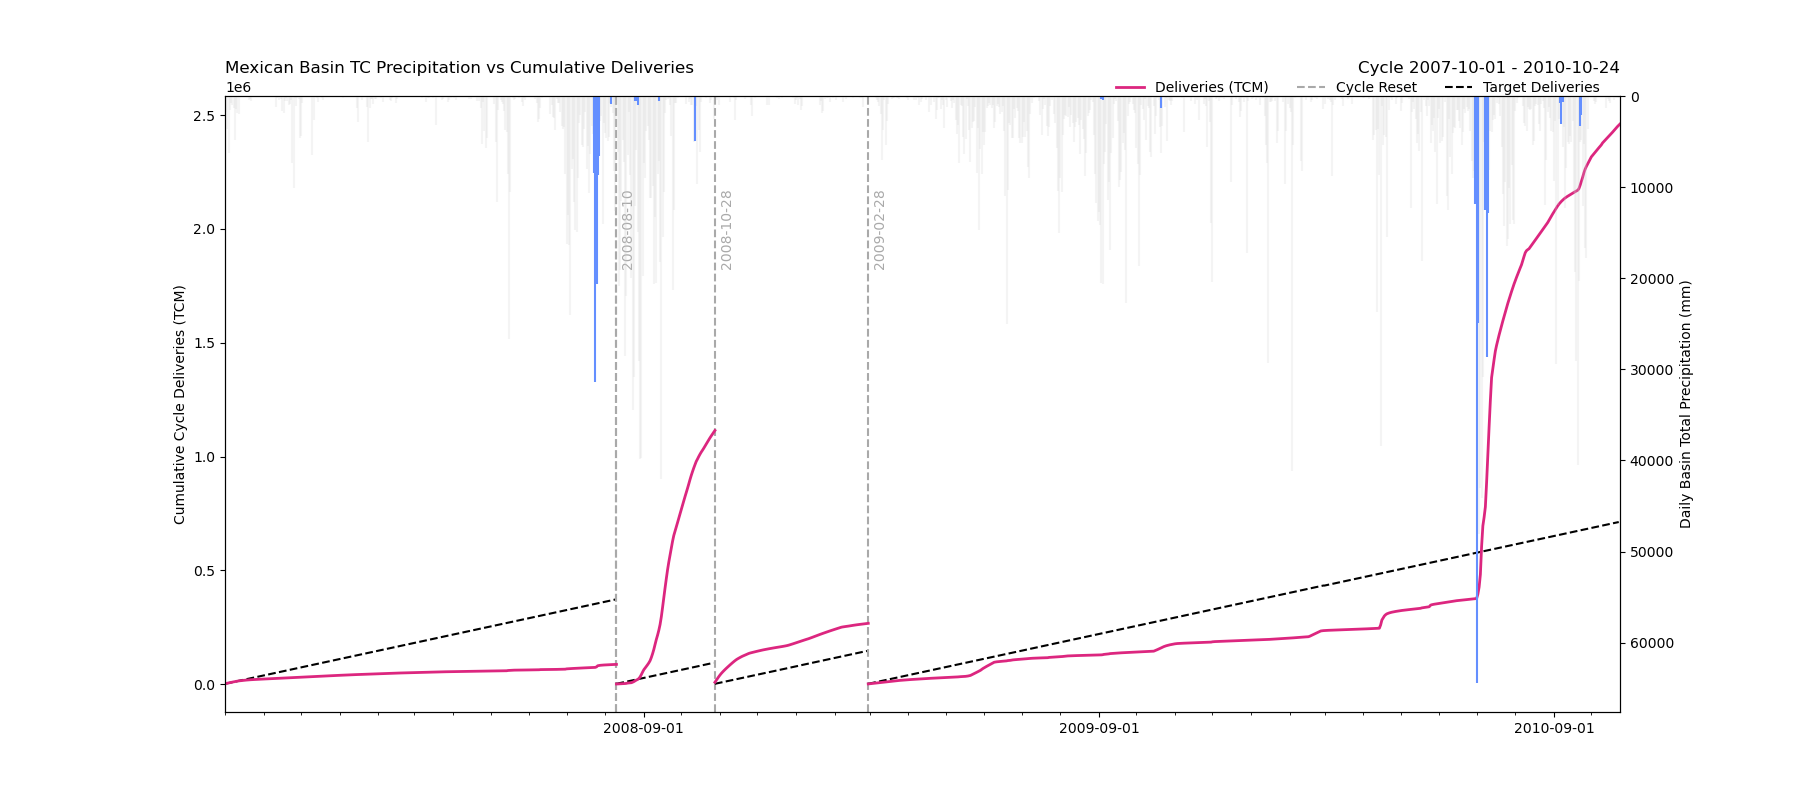 Mexican Basin TC Precipitation vs Cumulative Deliveries
Cycle 2007-10-01 - 2010-10-24
1e6
Deliveries (TCM)
Cycle Reset
Target Deliveries
2.5
2.0
1.5
1.0
0.5
0.0
Cumulative Cycle Deliveries (TCM)
2008-08-10
2008-10-28
2009-02-28
0
10000
20000
30000
40000
50000
60000
Daily Basin Total Precipitation (mm)
2008-09-01
2009-09-01
2010-09-01